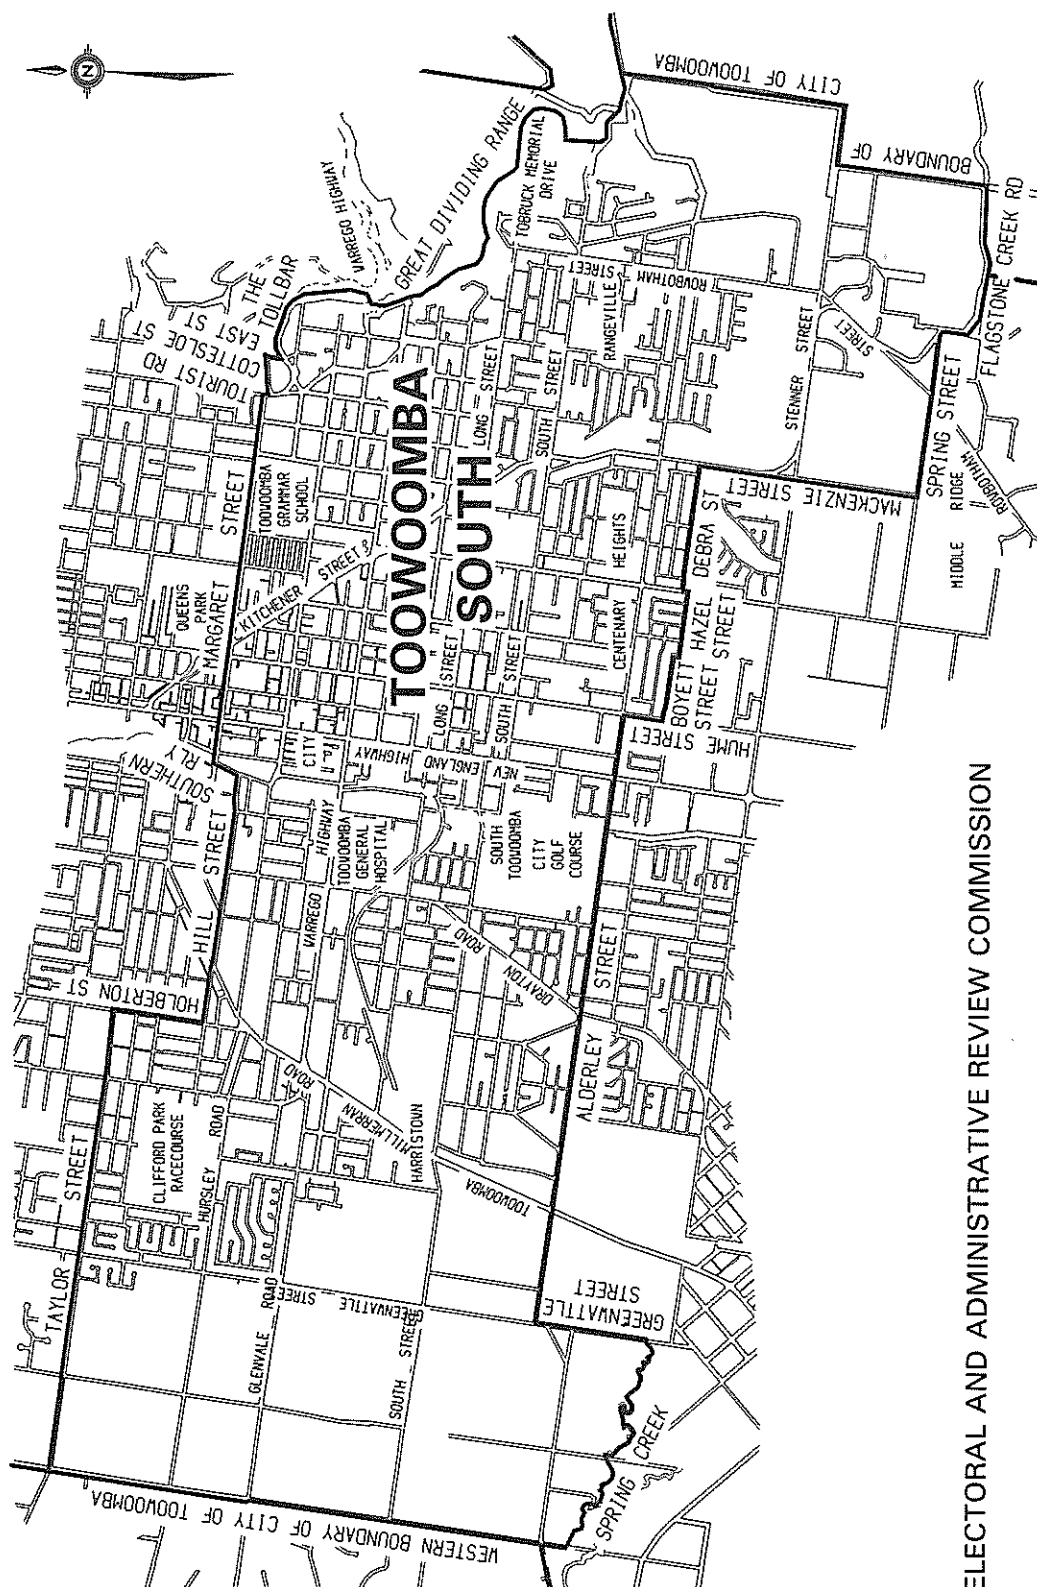 N
CITY OF TOOWOOMBA
BOUNDARY OF
GREAT DIVIDING RANGE
WARREGO HIGHWAY
THE
TOLLBAR
EAST ST
COTTESLOE ST
TOURIST RD
TOBRUCK MEMORIAL
DRIVE
ROWBOTHAM
STREET
RANGEVILLE
STREET
FLAGSTONE CREEK RD
STENNER STREET
SPRING STREET
MACKENZIE STREET
MIDDLE RIDGE
ROWBOTHAM
LONG STREET
SOUTH STREET
TOOWOOMBA
SOUTH
TOOWOOMBA
GRAMMAR
SCHOOL
MARGARET STREET
KITCHENER STREET
QUEENS
PARK
HEIGHTS
CENTENARY
DEBRA ST
HAZEL STREET
BOYETT STREET
HUME STREET
LONG STREET
SOUTH STREET
CITY
NEW ENGLAND HIGHWAY
SOUTHERN RLY
WARREGO HIGHWAY
TOOWOOMBA
GENERAL
HOSPITAL
SOUTH
TOOWOOMBA
CITY
GOLF
COURSE
HILL STREET
HOLBERTON ST
DRAYTON ROAD
ALDERLEY STREET
CLIFFORD PARK
RACECOURSE
HURSLEY ROAD
HARRISTOWN
TOOWOOMBA MILLMERRAN ROAD
TAYLOR STREET
GLENVALE ROAD
GREENWATTLE STREET
SOUTH STREET
GREENWATTLE
STREET
SPRING CREEK
WESTERN BOUNDARY OF CITY OF TOOWOOMBA
ELECTORAL AND ADMINISTRATIVE REVIEW COMMISSION